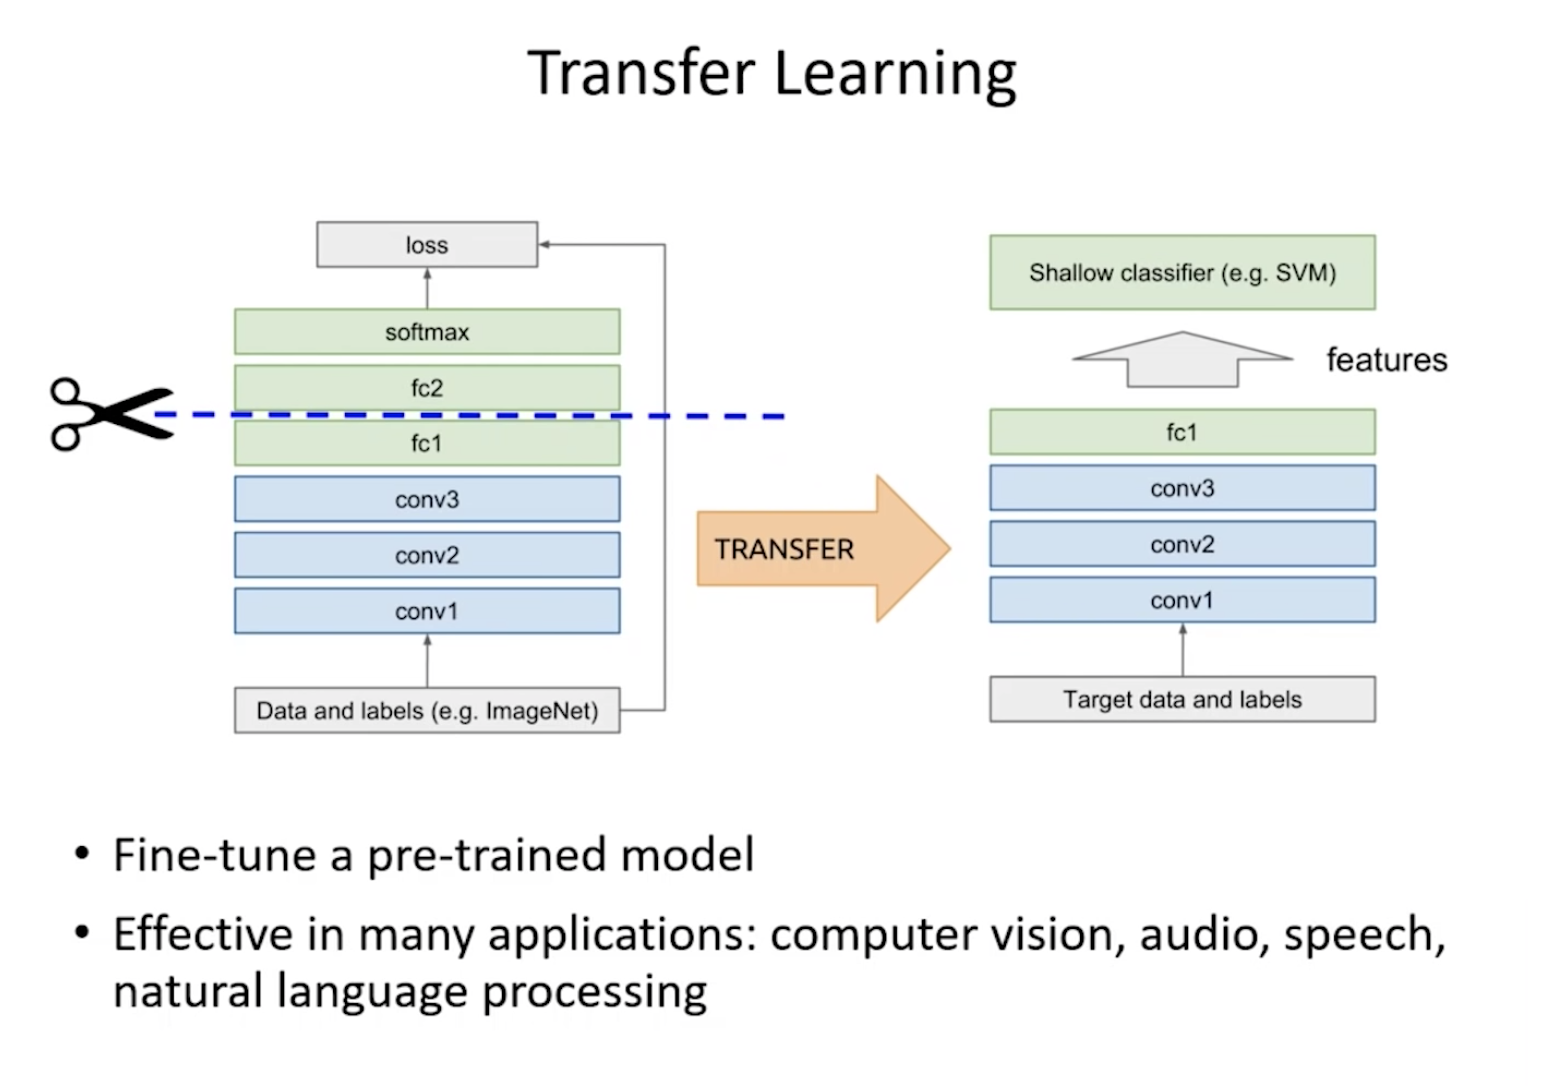 Transfer Learning
loss
softmax
fc2
fc1
conv3
conv2
conv1
Data and labels (e.g. ImageNet)
TRANSFER
Shallow classifier (e.g. SVM)
features
fc1
conv3
conv2
conv1
Target data and labels
• Fine-tune a pre-trained model
• Effective in many applications: computer vision, audio, speech,
natural language processing